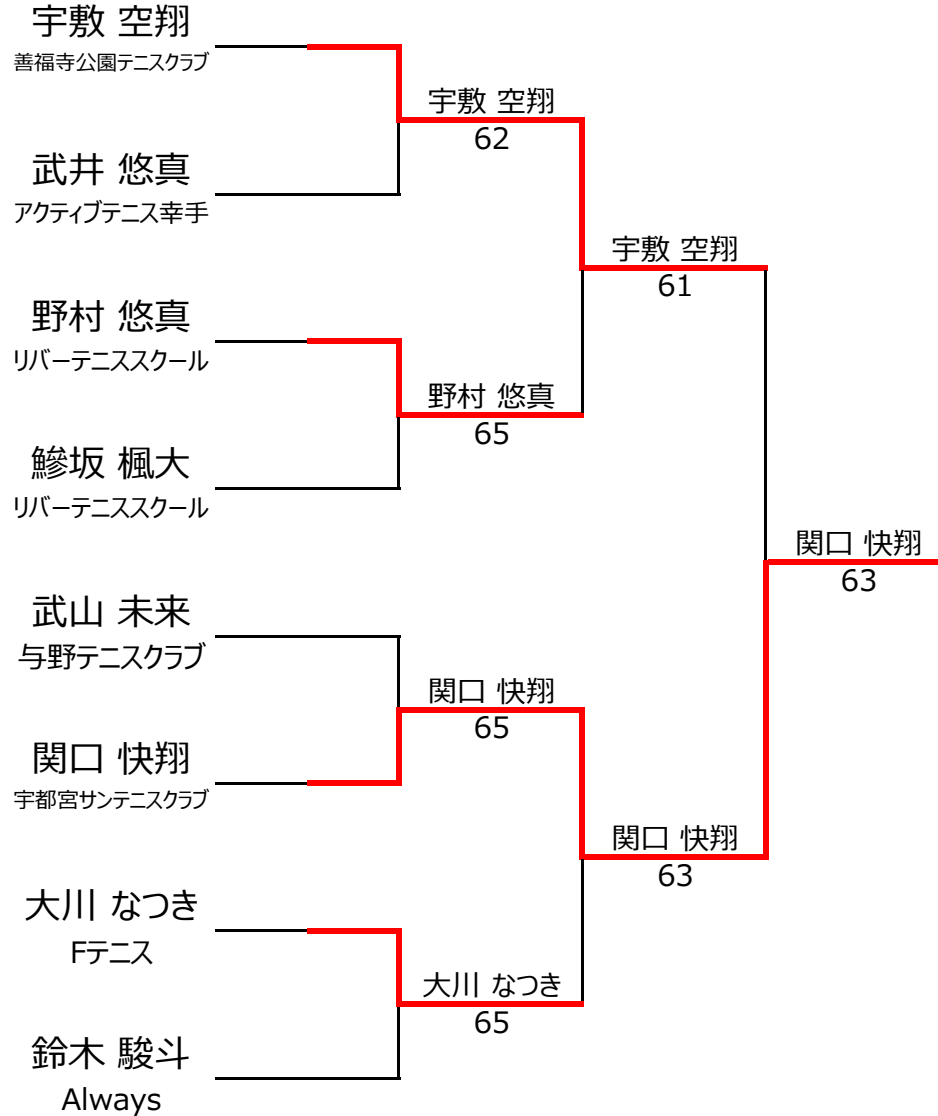 宇敷 空翔
善福寺公園テニスクラブ
宇敷 空翔
62
武井 悠真
アクティブテニス幸手
宇敷 空翔
61
野村 悠真
リバーテニススクール
野村 悠真
65
鰺坂 楓大
リバーテニススクール
関口 快翔
63
武山 未来
与野テニスクラブ
関口 快翔
65
関口 快翔
宇都宮サンテニスクラブ
関口 快翔
63
大川 なつき
Fテニス
大川 なつき
65
鈴木 駿斗
Always